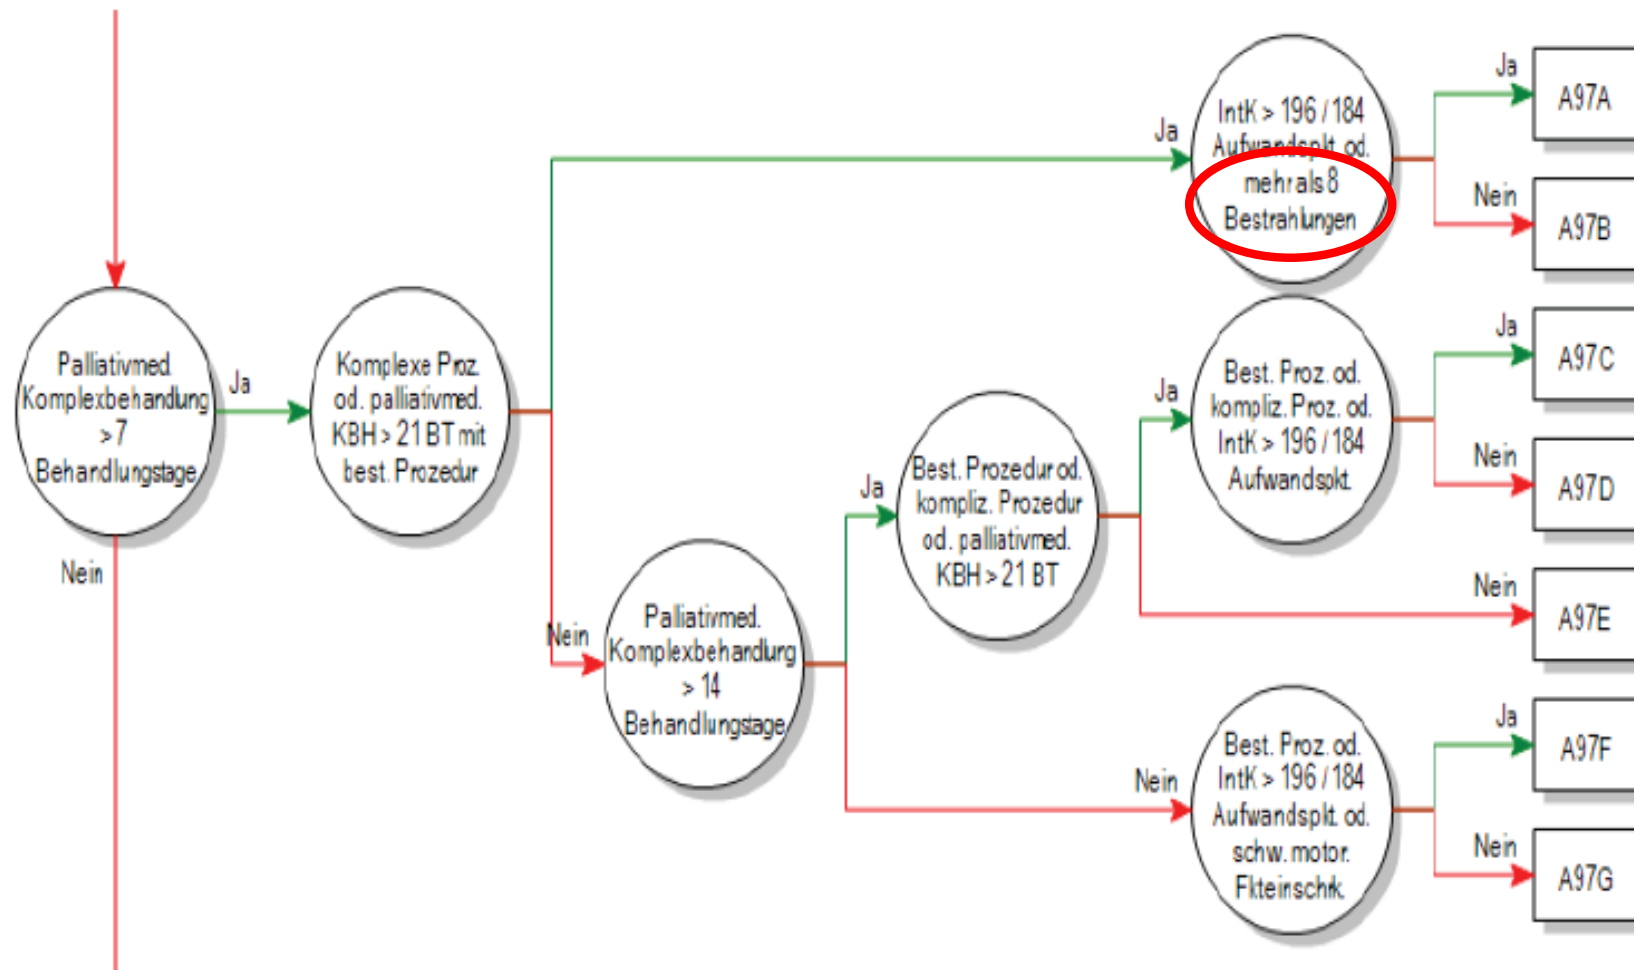 Palliativmed.
Komplexbehandlung
> 7
Behandlungstage
Ja
Nein
Komplexe Proz.
od. palliativmed.
KBH > 21 BT mit
best. Prozedur
Ja
Nein
Palliativmed.
Komplexbehandlung
> 14
Behandlungstage
Ja
Nein
Best. Prozedur od.
kompliz. Prozedur
od. palliativmed.
KBH > 21 BT
Ja
Nein
IntK > 196 / 184
Aufwandspkt. od.
mehr als 8
Bestrahlungen
Ja
A97A
Nein
A97B
Best. Proz. od.
kompliz. Proz. od.
IntK > 196 / 184
Aufwandspkt.
Ja
A97C
Nein
A97D
A97E
Best. Proz. od.
IntK > 196 / 184
Aufwandspkt. od.
schw. motor.
Fkteinschrk.
Ja
A97F
Nein
A97G